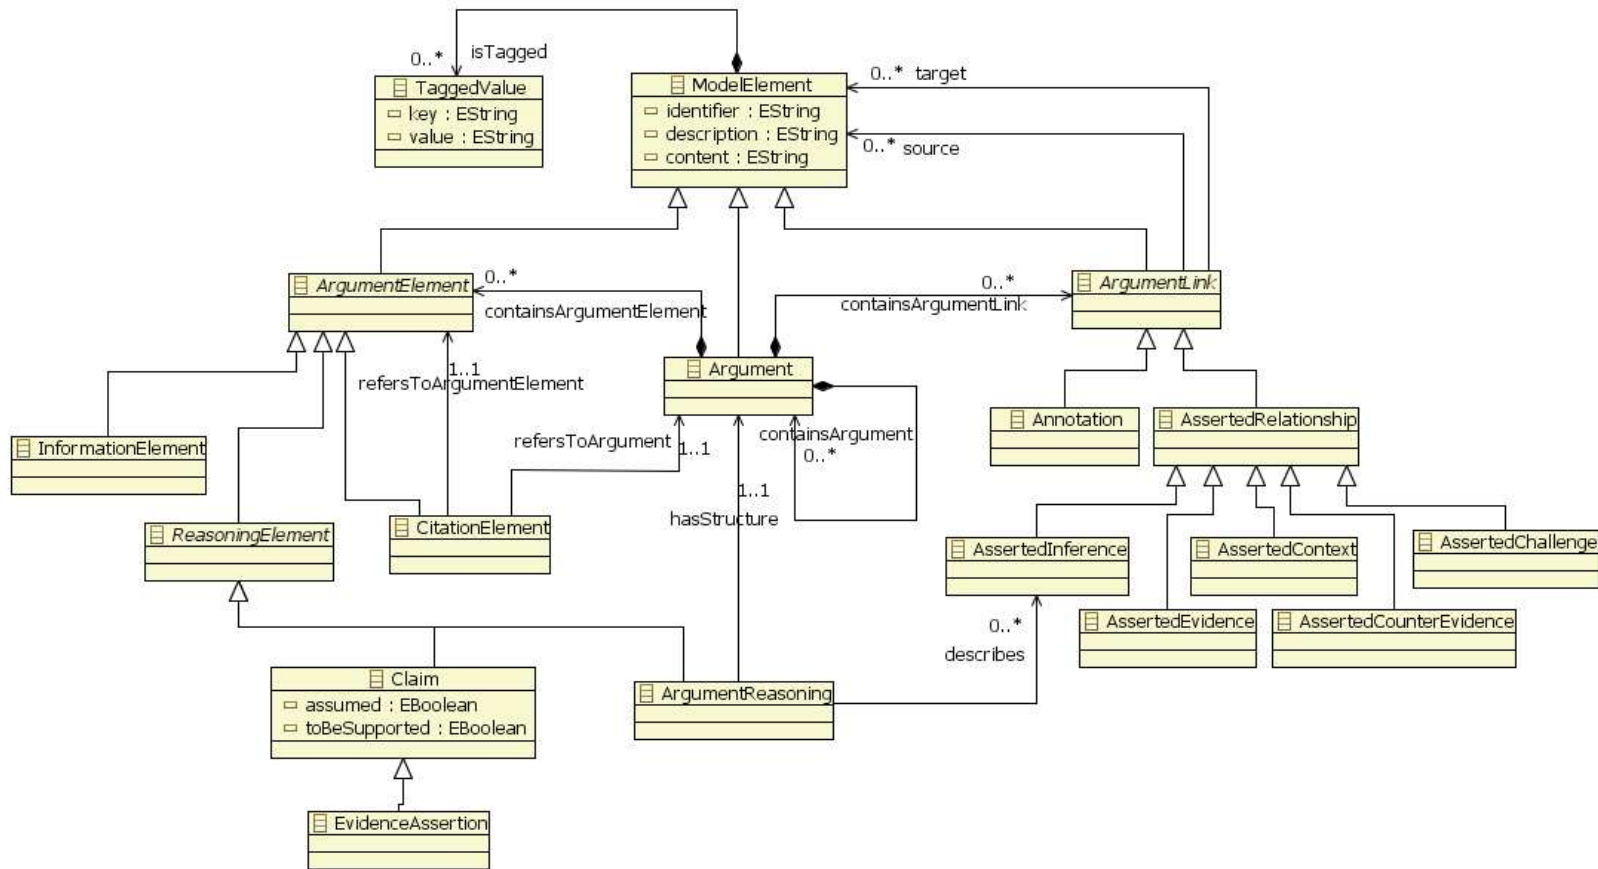 0..*
isTagged
TaggedValue
key : EString
value : EString
ModelElement
identifier : EString
description : EString
content : EString
0..* target
0..* source
ArgumentElement
0..*
containsArgumentElement
0..*
containsArgumentLink
ArgumentLink
1..1
refersToArgumentElement
Argument
InformationElement
refersToArgument
1..1
containsArgument
0..*
Annotation
AssertedRelationship
1..1
hasStructure
ReasoningElement
CitationElement
AssertedInference
AssertedContext
AssertedChallenge
AssertedEvidence
AssertedCounterEvidence
0..*
describes
Claim
assumed : EBoolean
toBeSupported : EBoolean
ArgumentReasoning
EvidenceAssertion